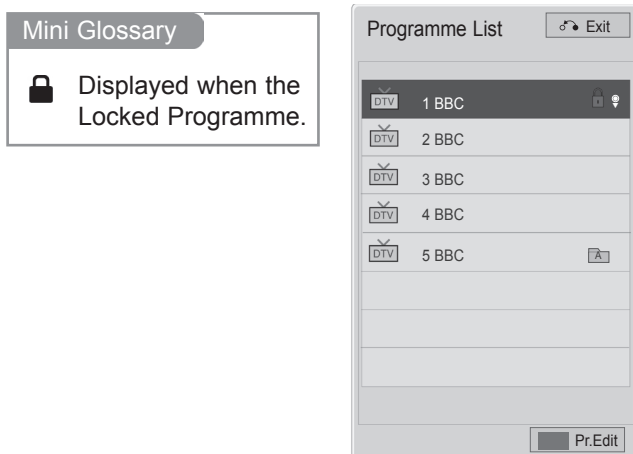 Mini Glossary
Displayed when the
Locked Programme.
Programme List
Exit
DTV 1 BBC
DTV 2 BBC
DTV 3 BBC
DTV 4 BBC
DTV 5 BBC A
Pr.Edit